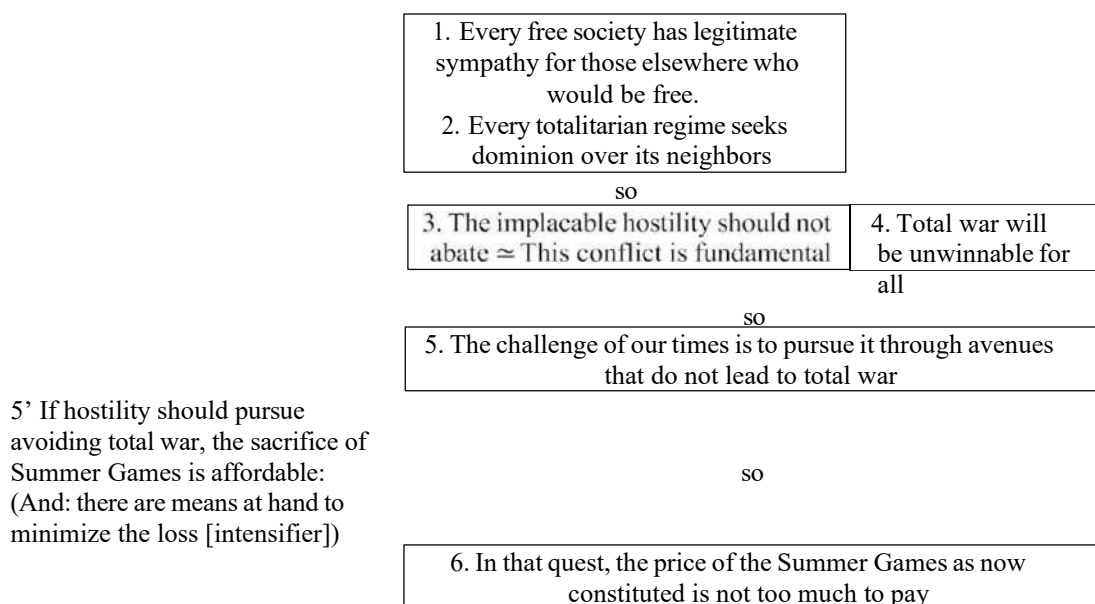 1. Every free society has legitimate
sympathy for those elsewhere who
would be free.
2. Every totalitarian regime seeks
dominion over its neighbors
so
3. The implacable hostility should not
abate ≃ This conflict is fundamental
4. Total war will
be unwinnable for
all
so
5. The challenge of our times is to pursue it through avenues
that do not lead to total war
5’ If hostility should pursue
avoiding total war, the sacrifice of
Summer Games is affordable:
(And: there are means at hand to
minimize the loss [intensifier])
so
6. In that quest, the price of the Summer Games as now
constituted is not too much to pay